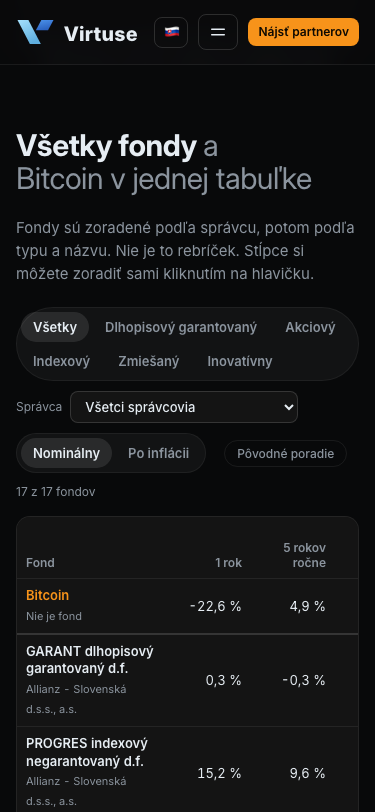 Virtuse
Nájsť partnerov
Všetky fondy a
Bitcoin v jednej tabuľke
Fondy sú zoradené podľa správcu, potom podľa
typu a názvu. Nie je to rebríček. Stĺpce si
môžete zoradiť sami kliknutím na hlavičku.
Všetky Dlhopisový garantovaný Akciový
Indexový Zmiešaný Inovatívny
Správca Všetci správcovia
Nominálny Po inflácii Pôvodné poradie
17 z 17 fondov
Fond 1 rok 5 rokov ročne
Bitcoin
Nie je fond
-22,6 % 4,9 %
GARANT dlhopisový
garantovaný d.f.
Allianz - Slovenská
d.s.s., a.s.
0,3 % -0,3 %
PROGRES indexový
negarantovaný d.f.
Allianz - Slovenská
d.s.s., a.s.
15,2 % 9,6 %